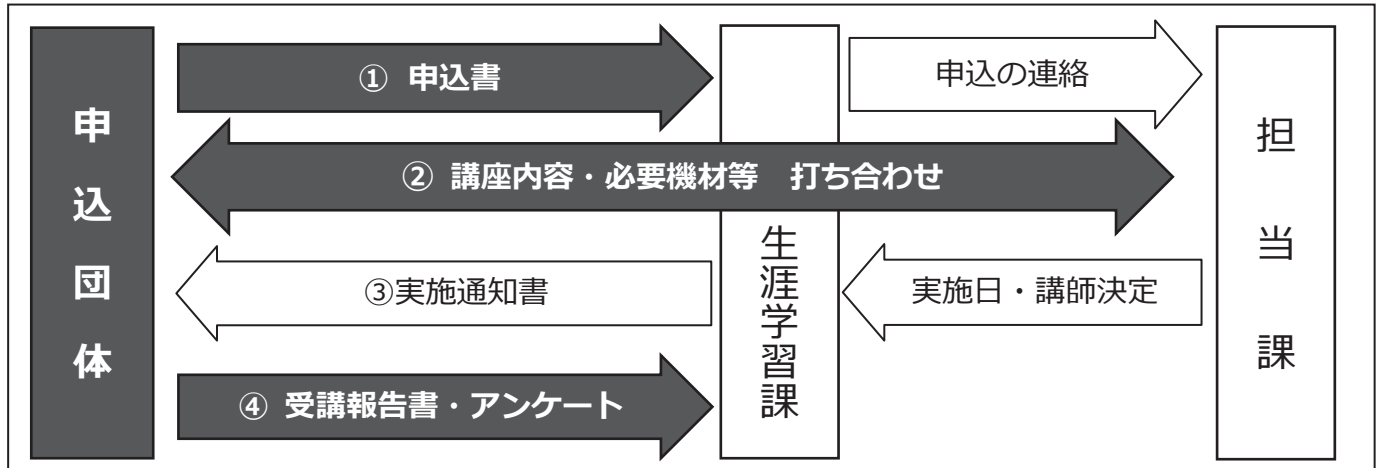 申込団体
① 申込書
申込の連絡
② 講座内容・必要機材等　打ち合わせ
③実施通知書
実施日・講師決定
④ 受講報告書・アンケート
生涯学習課
担当課